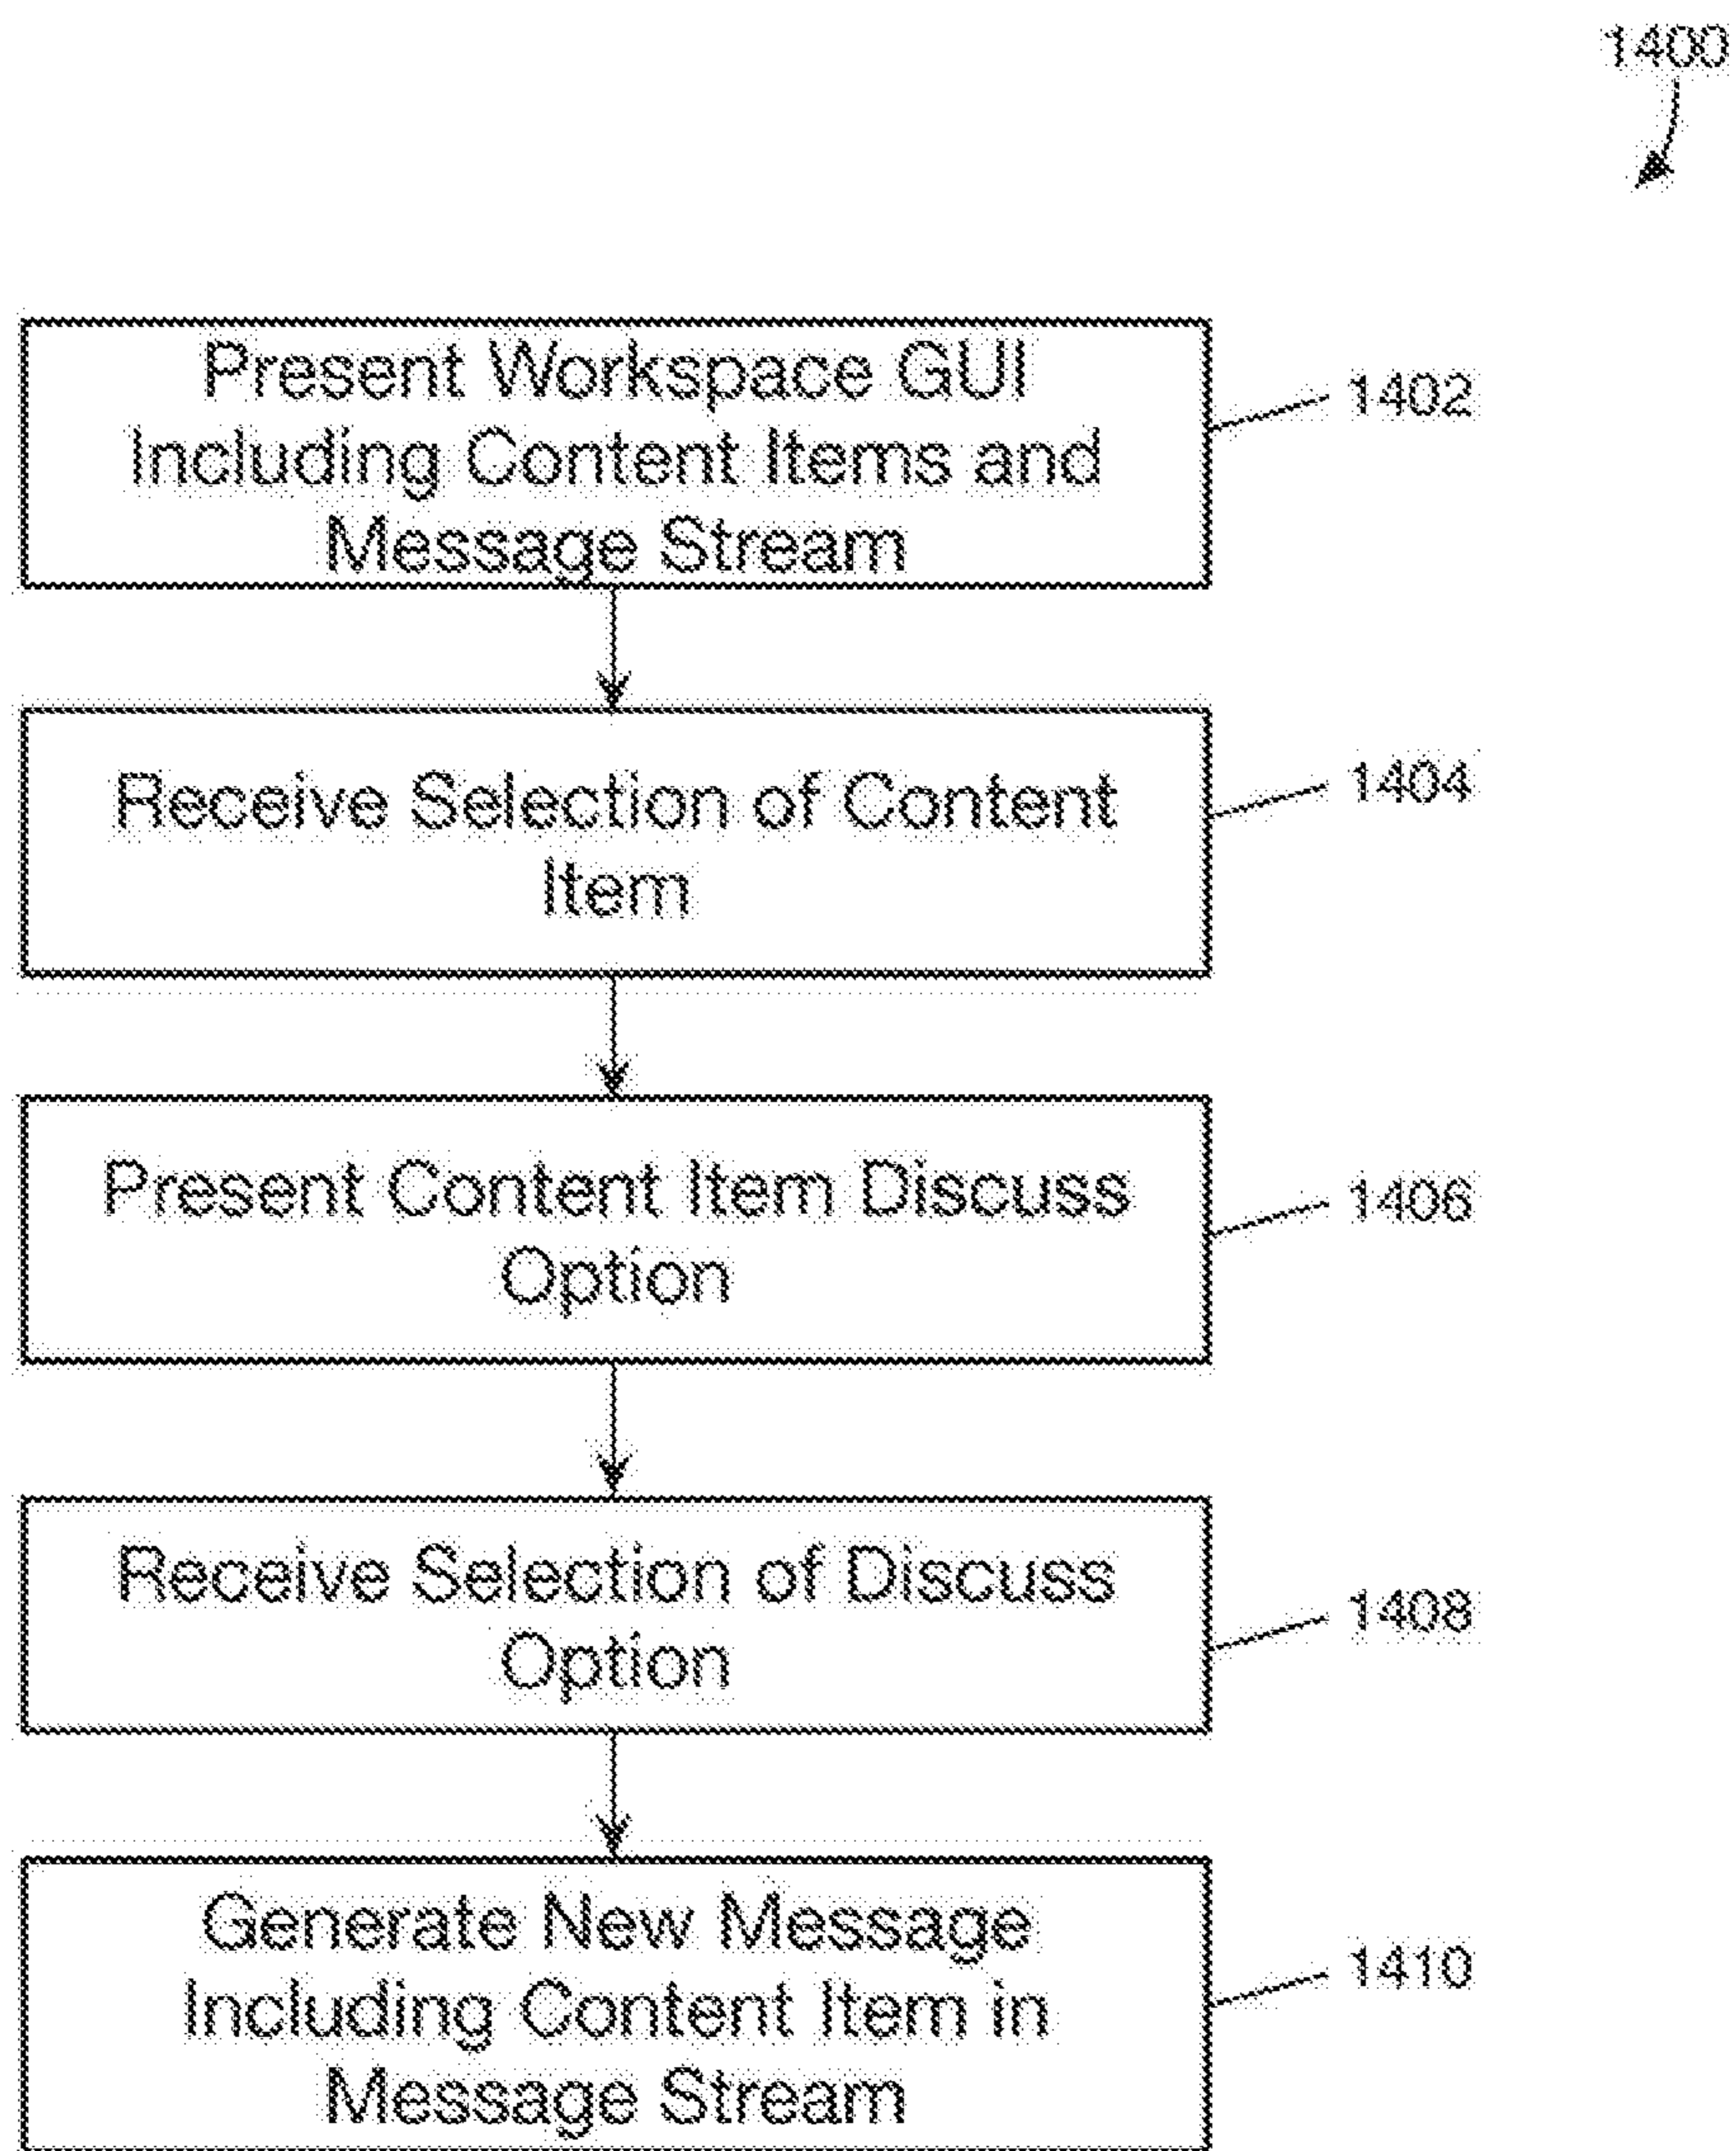 1400
Present Workspace GUI
Including Content Items and
Message Stream
1402
Receive Selection of Content
Item
1404
Present Content Item Discuss
Option
1406
Receive Selection of Discuss
Option
1408
Generate New Message
Including Content Item in
Message Stream
1410